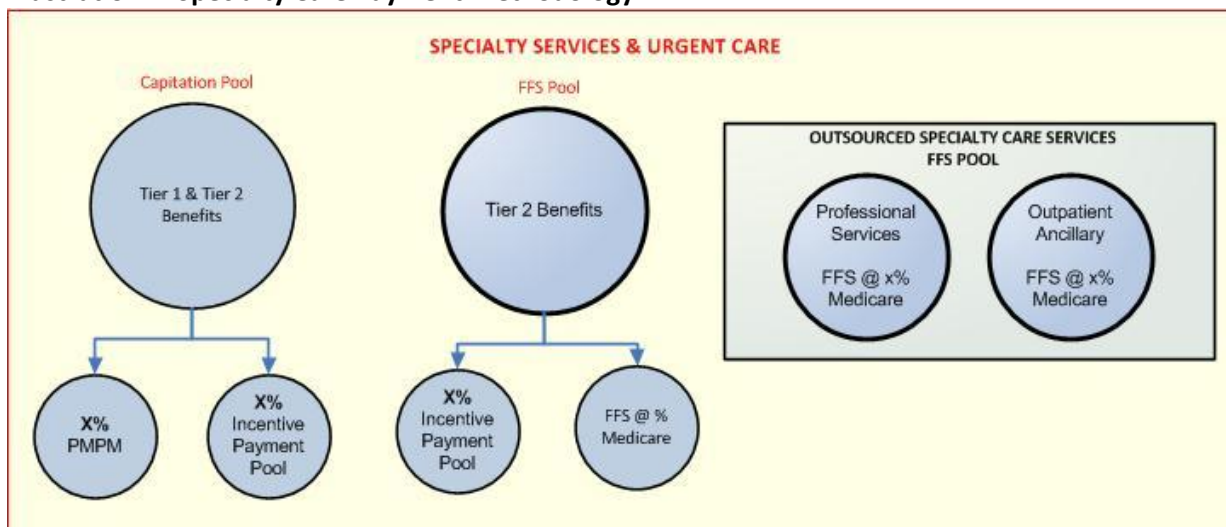 SPECIALTY SERVICES & URGENT CARE
Capitation Pool
Tier 1 & Tier 2
Benefits
X%
PMPM
X%
Incentive
Payment
Pool
FFS Pool
Tier 2 Benefits
X%
Incentive
Payment
Pool
FFS @ %
Medicare
OUTSOURCED SPECIALTY CARE SERVICES
FFS POOL
Professional
Services
FFS @ x%
Medicare
Outpatient
Ancillary
FFS @ x%
Medicare